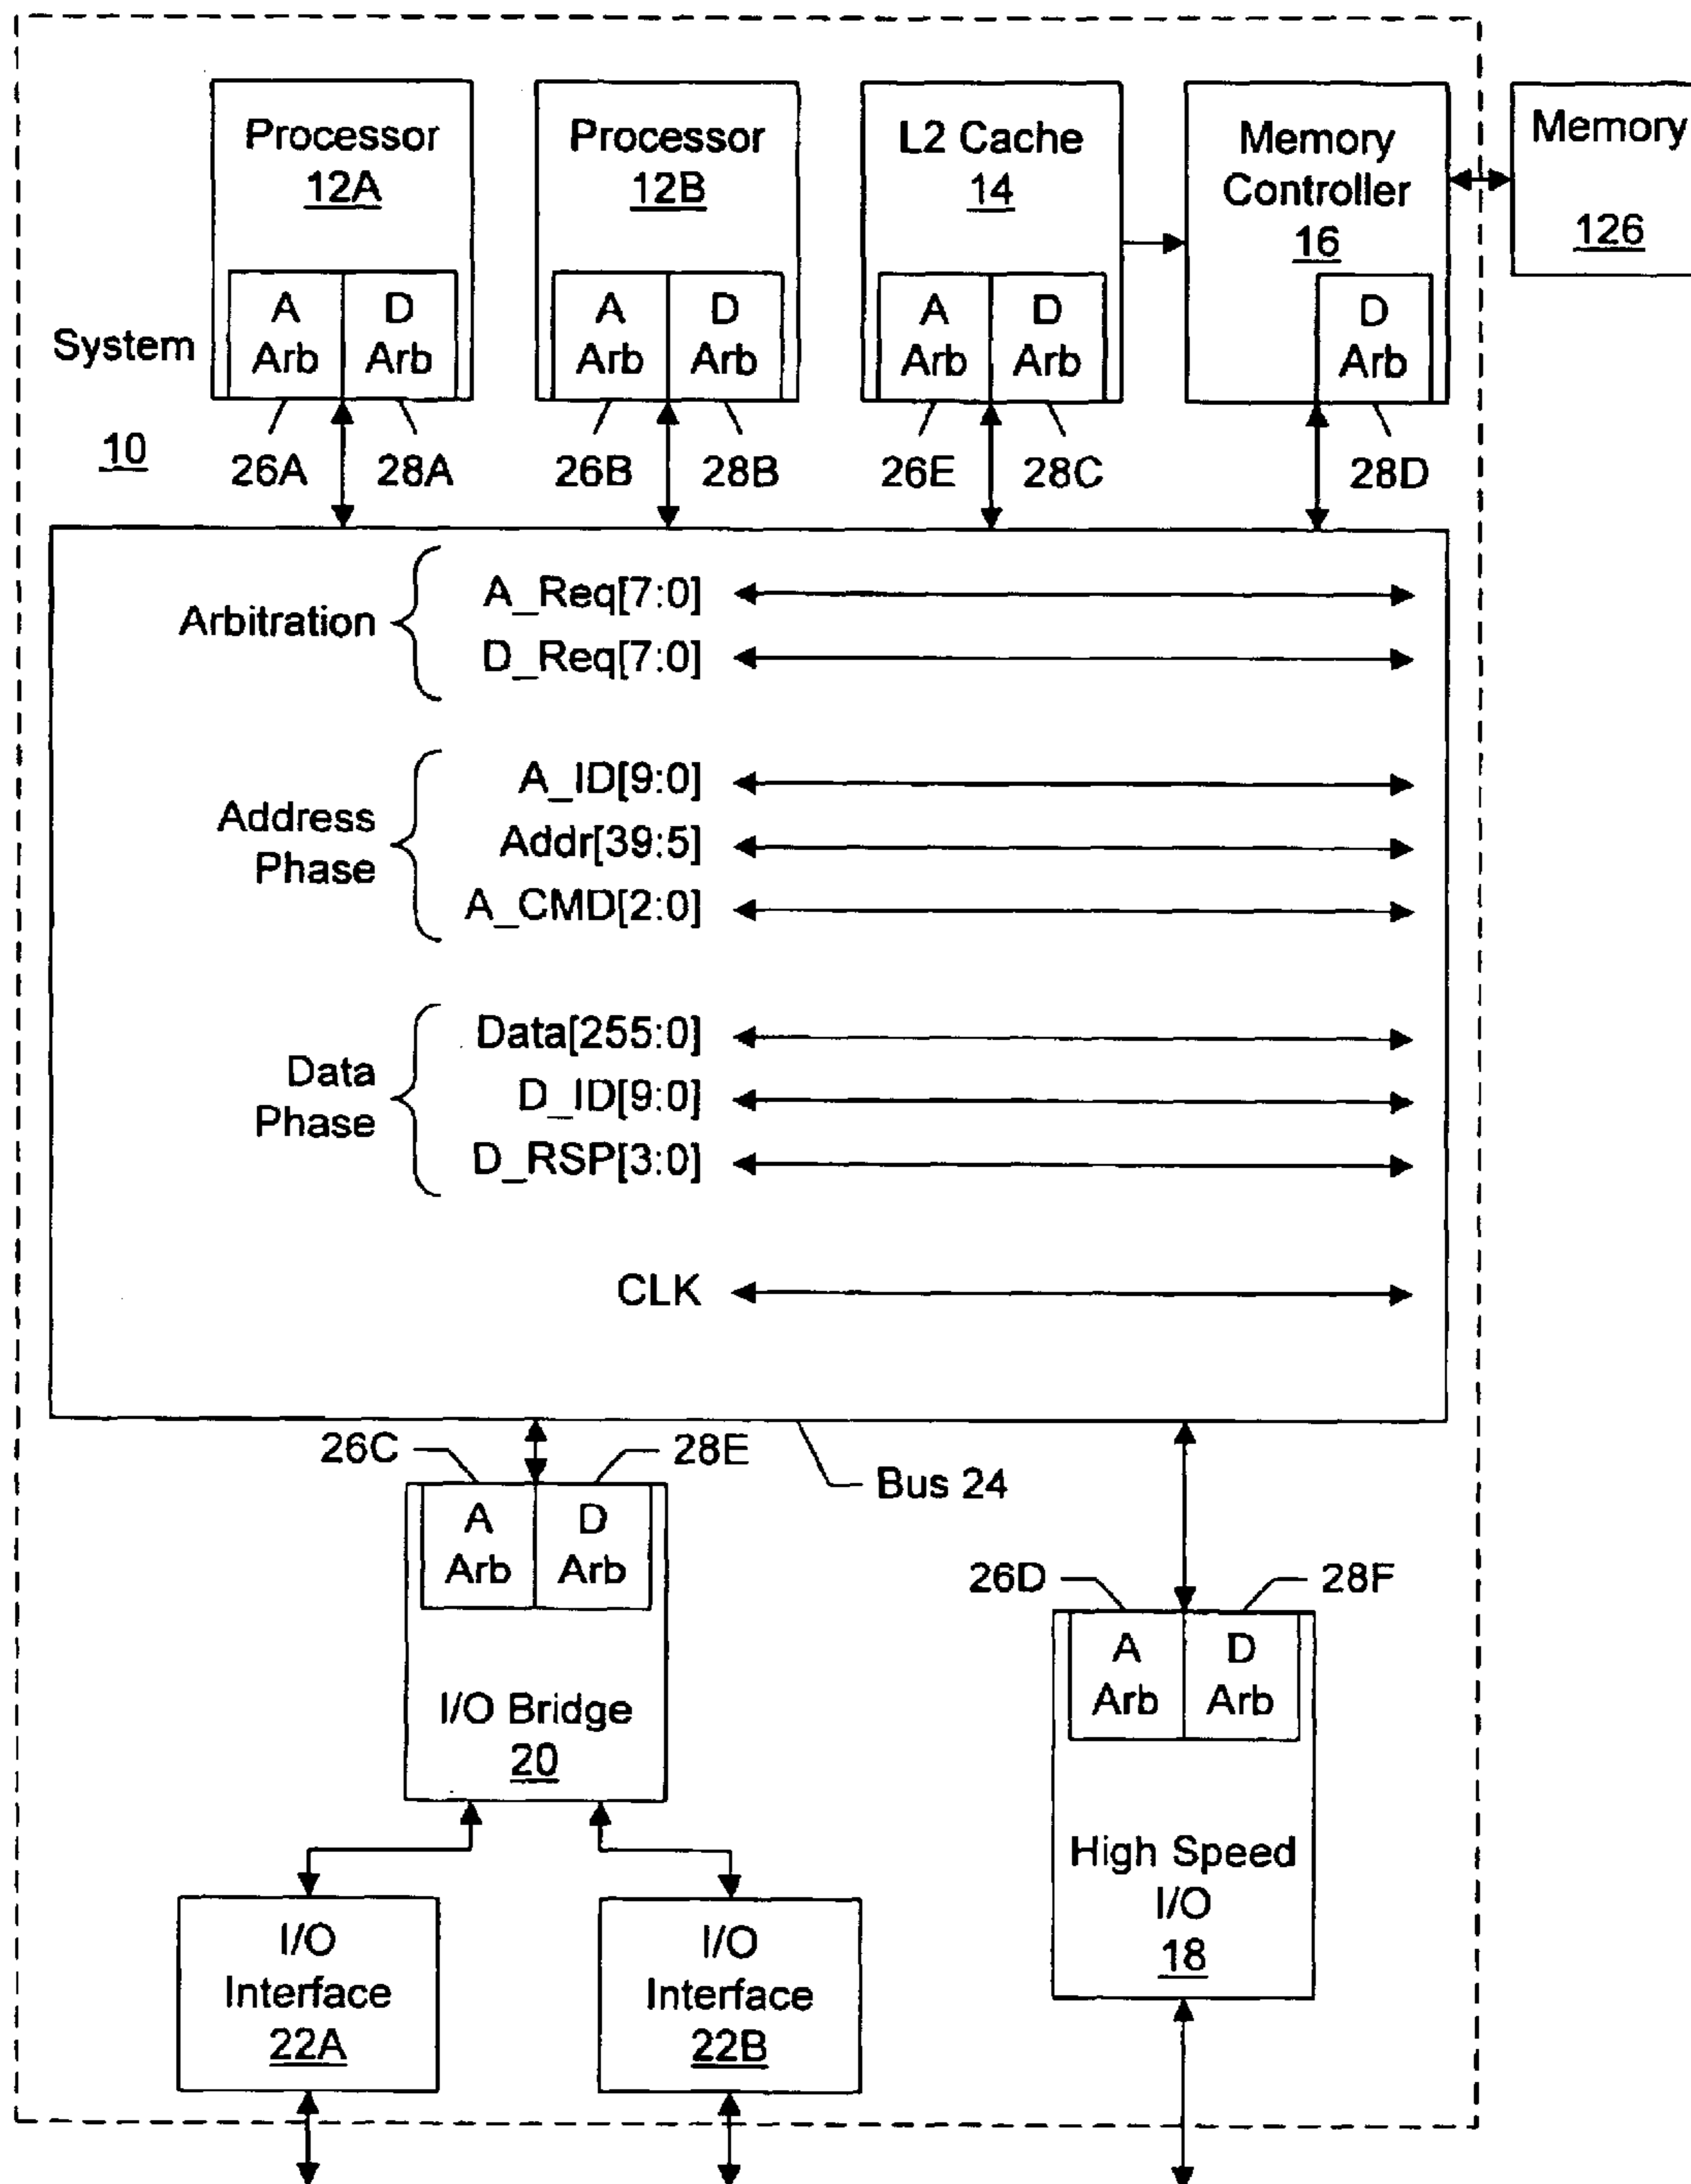 Processor
12A
A
Arb
D
Arb
Processor
12B
A
Arb
D
Arb
L2 Cache
14
A
Arb
D
Arb
Memory
Controller
16
D
Arb
Memory
126
System
10
26A
28A
26B
28B
26E
28C
28D
Arbitration
A_Req[7:0]
D_Req[7:0]
Address
Phase
A_ID[9:0]
Addr[39:5]
A_CMD[2:0]
Data
Phase
Data[255:0]
D_ID[9:0]
D_RSP[3:0]
CLK
26C
28E
Bus 24
A
Arb
D
Arb
I/O Bridge
20
26D
28F
A
Arb
D
Arb
High Speed
I/O
18
I/O
Interface
22A
I/O
Interface
22B